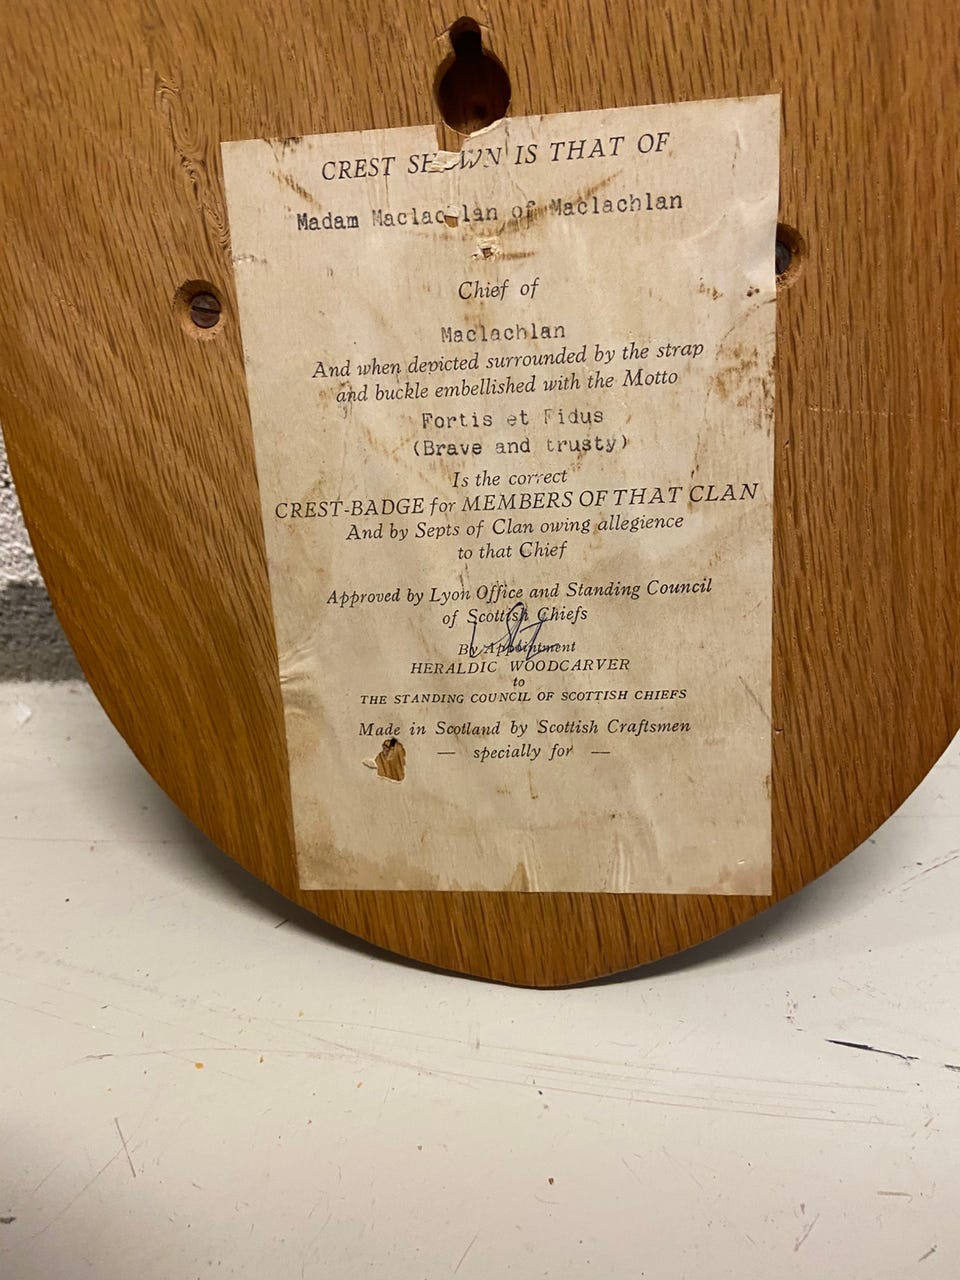 CREST SHOWN IS THAT OF
Madam Maclachlan of Maclachlan
Chief of
Maclachlan
And when depicted surrounded by the strap
and buckle embellished with the Motto
Fortis et Fidus
(Brave and trusty)
Is the correct
CREST-BADGE for MEMBERS OF THAT CLAN
And by Septs of Clan owing allegience
to that Chief
Approved by Lyon Office and Standing Council
of Scottish Chiefs
By Appointment
HERALDIC WOODCARVER
to
THE STANDING COUNCIL OF SCOTTISH CHIEFS
Made in Scotland by Scottish Craftsmen
— specially for —